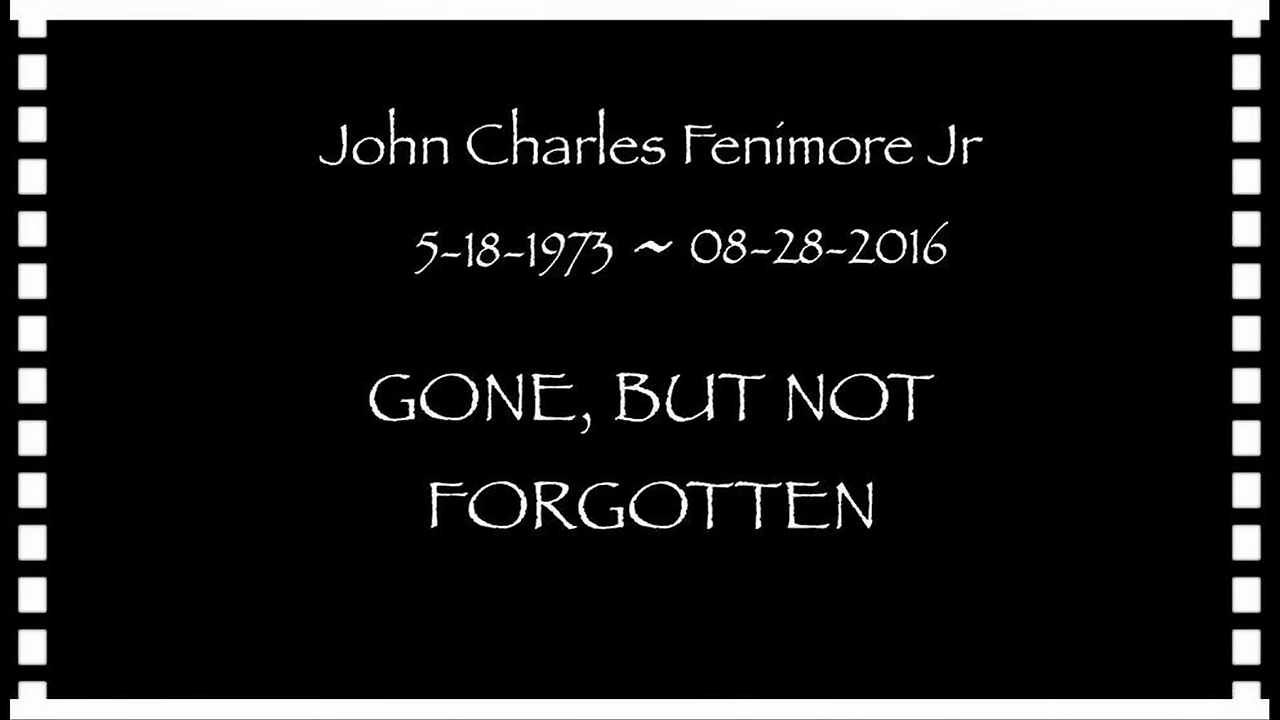 John Charles Fenimore Jr
5-18-1973 ~ 08-28-2016
GONE, BUT NOT
FORGOTTEN